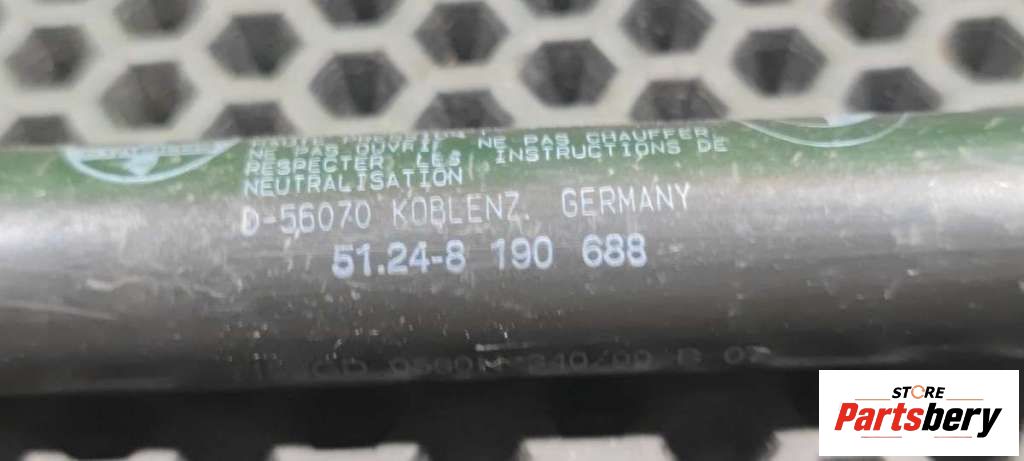 NE PAS OUVRIR, NE PAS CHAUFFER,
RESPECTER LES INSTRUCTIONS DE
NEUTRALISATION
D-56070 KOBLENZ. GERMANY
51.24-8 190 688
STORE
Partsbery